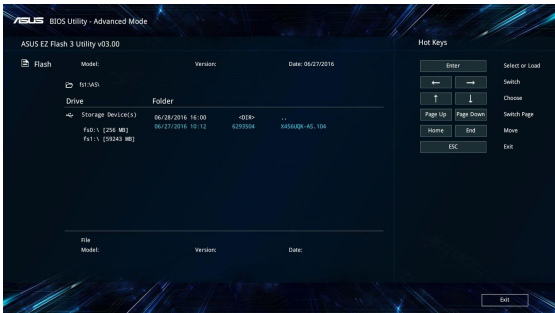 ASUS BIOS Utility - Advanced Mode
ASUS EZ Flash 3 Utility v03.00
Hot Keys
Flash
Model: Version: Date: 06/27/2016
fs1:\AS\
Drive Folder
Storage Device(s)
fs0:\ [256 MB]
fs1:\ [59243 MB]
06/28/2016 16:00 <DIR> ..
06/27/2016 10:12 6293504 X456UQK-AS.104
File
Model: Version: Date:
Enter Select or Load
← → Switch
↑ ↓ Choose
Page Up Page Down Switch Page
Home End Move
ESC Exit
Exit